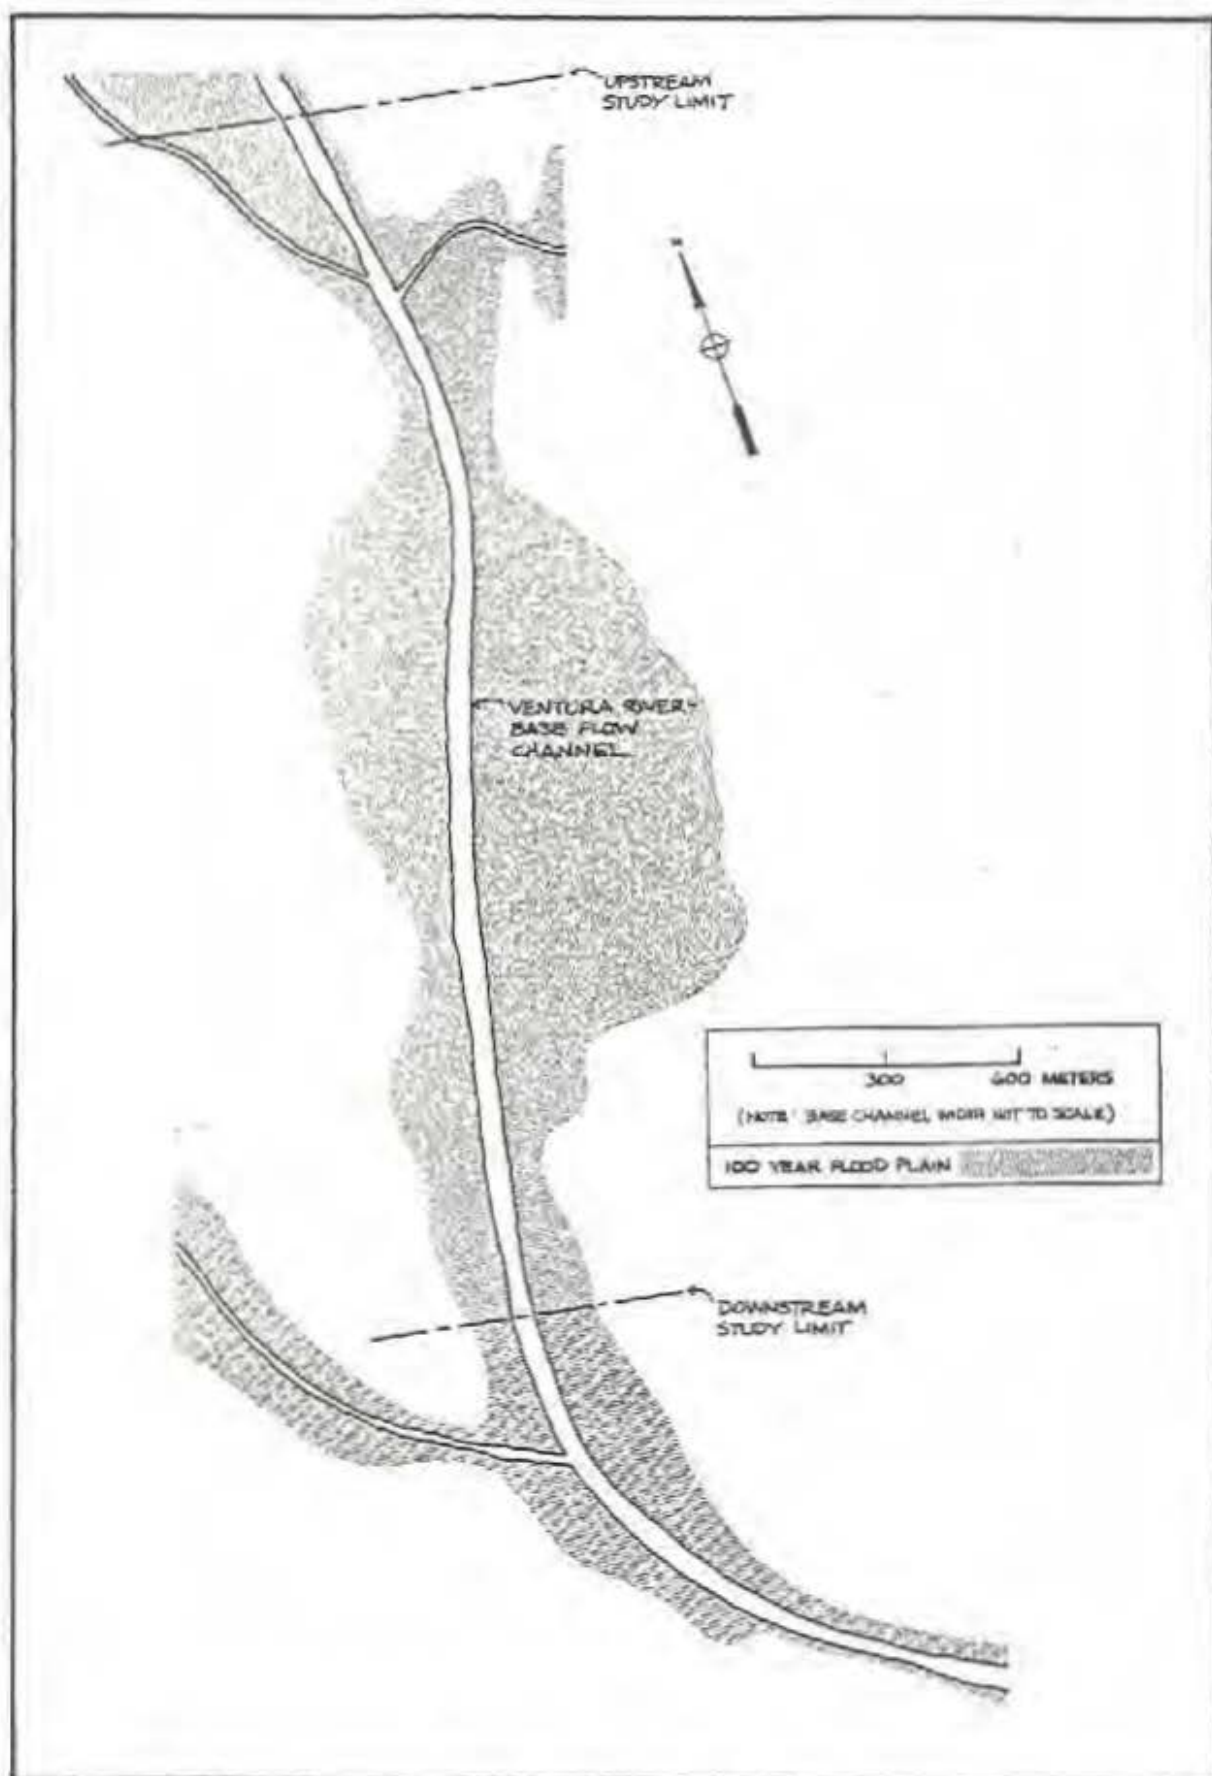 UPSTREAM
STUDY LIMIT
N
VENTURA RIVER-
BASE FLOW
CHANNEL
300 600 METERS
(NOTE: BASE CHANNEL WIDTH NOT TO SCALE)
100 YEAR FLOOD PLAIN
DOWNSTREAM
STUDY LIMIT